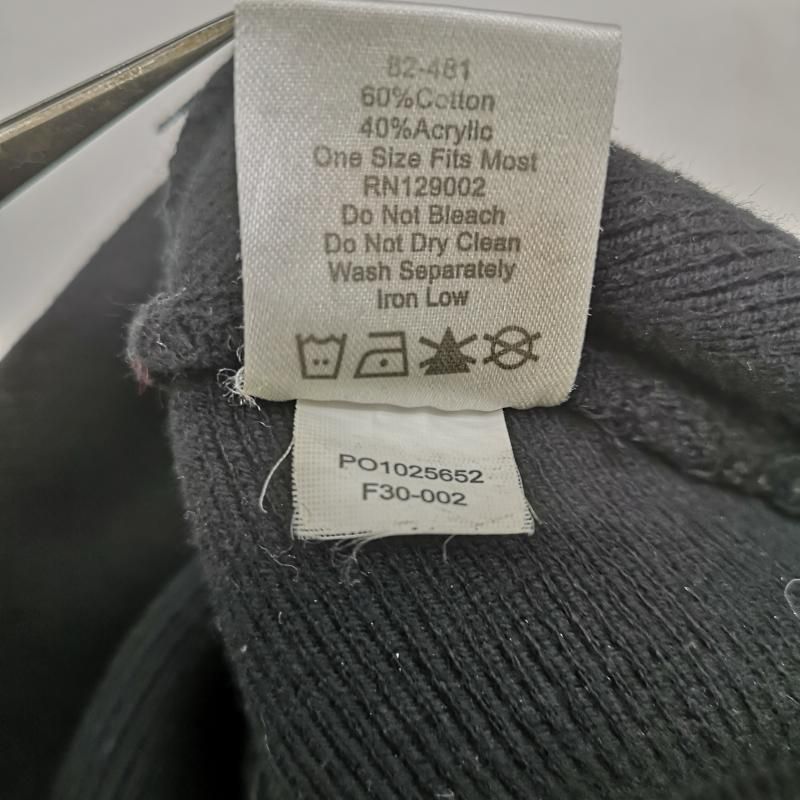 82-481
60%Cotton
40%Acrylic
One Size Fits Most
RN129002
Do Not Bleach
Do Not Dry Clean
Wash Separately
Iron Low
PO1025652
F30-002